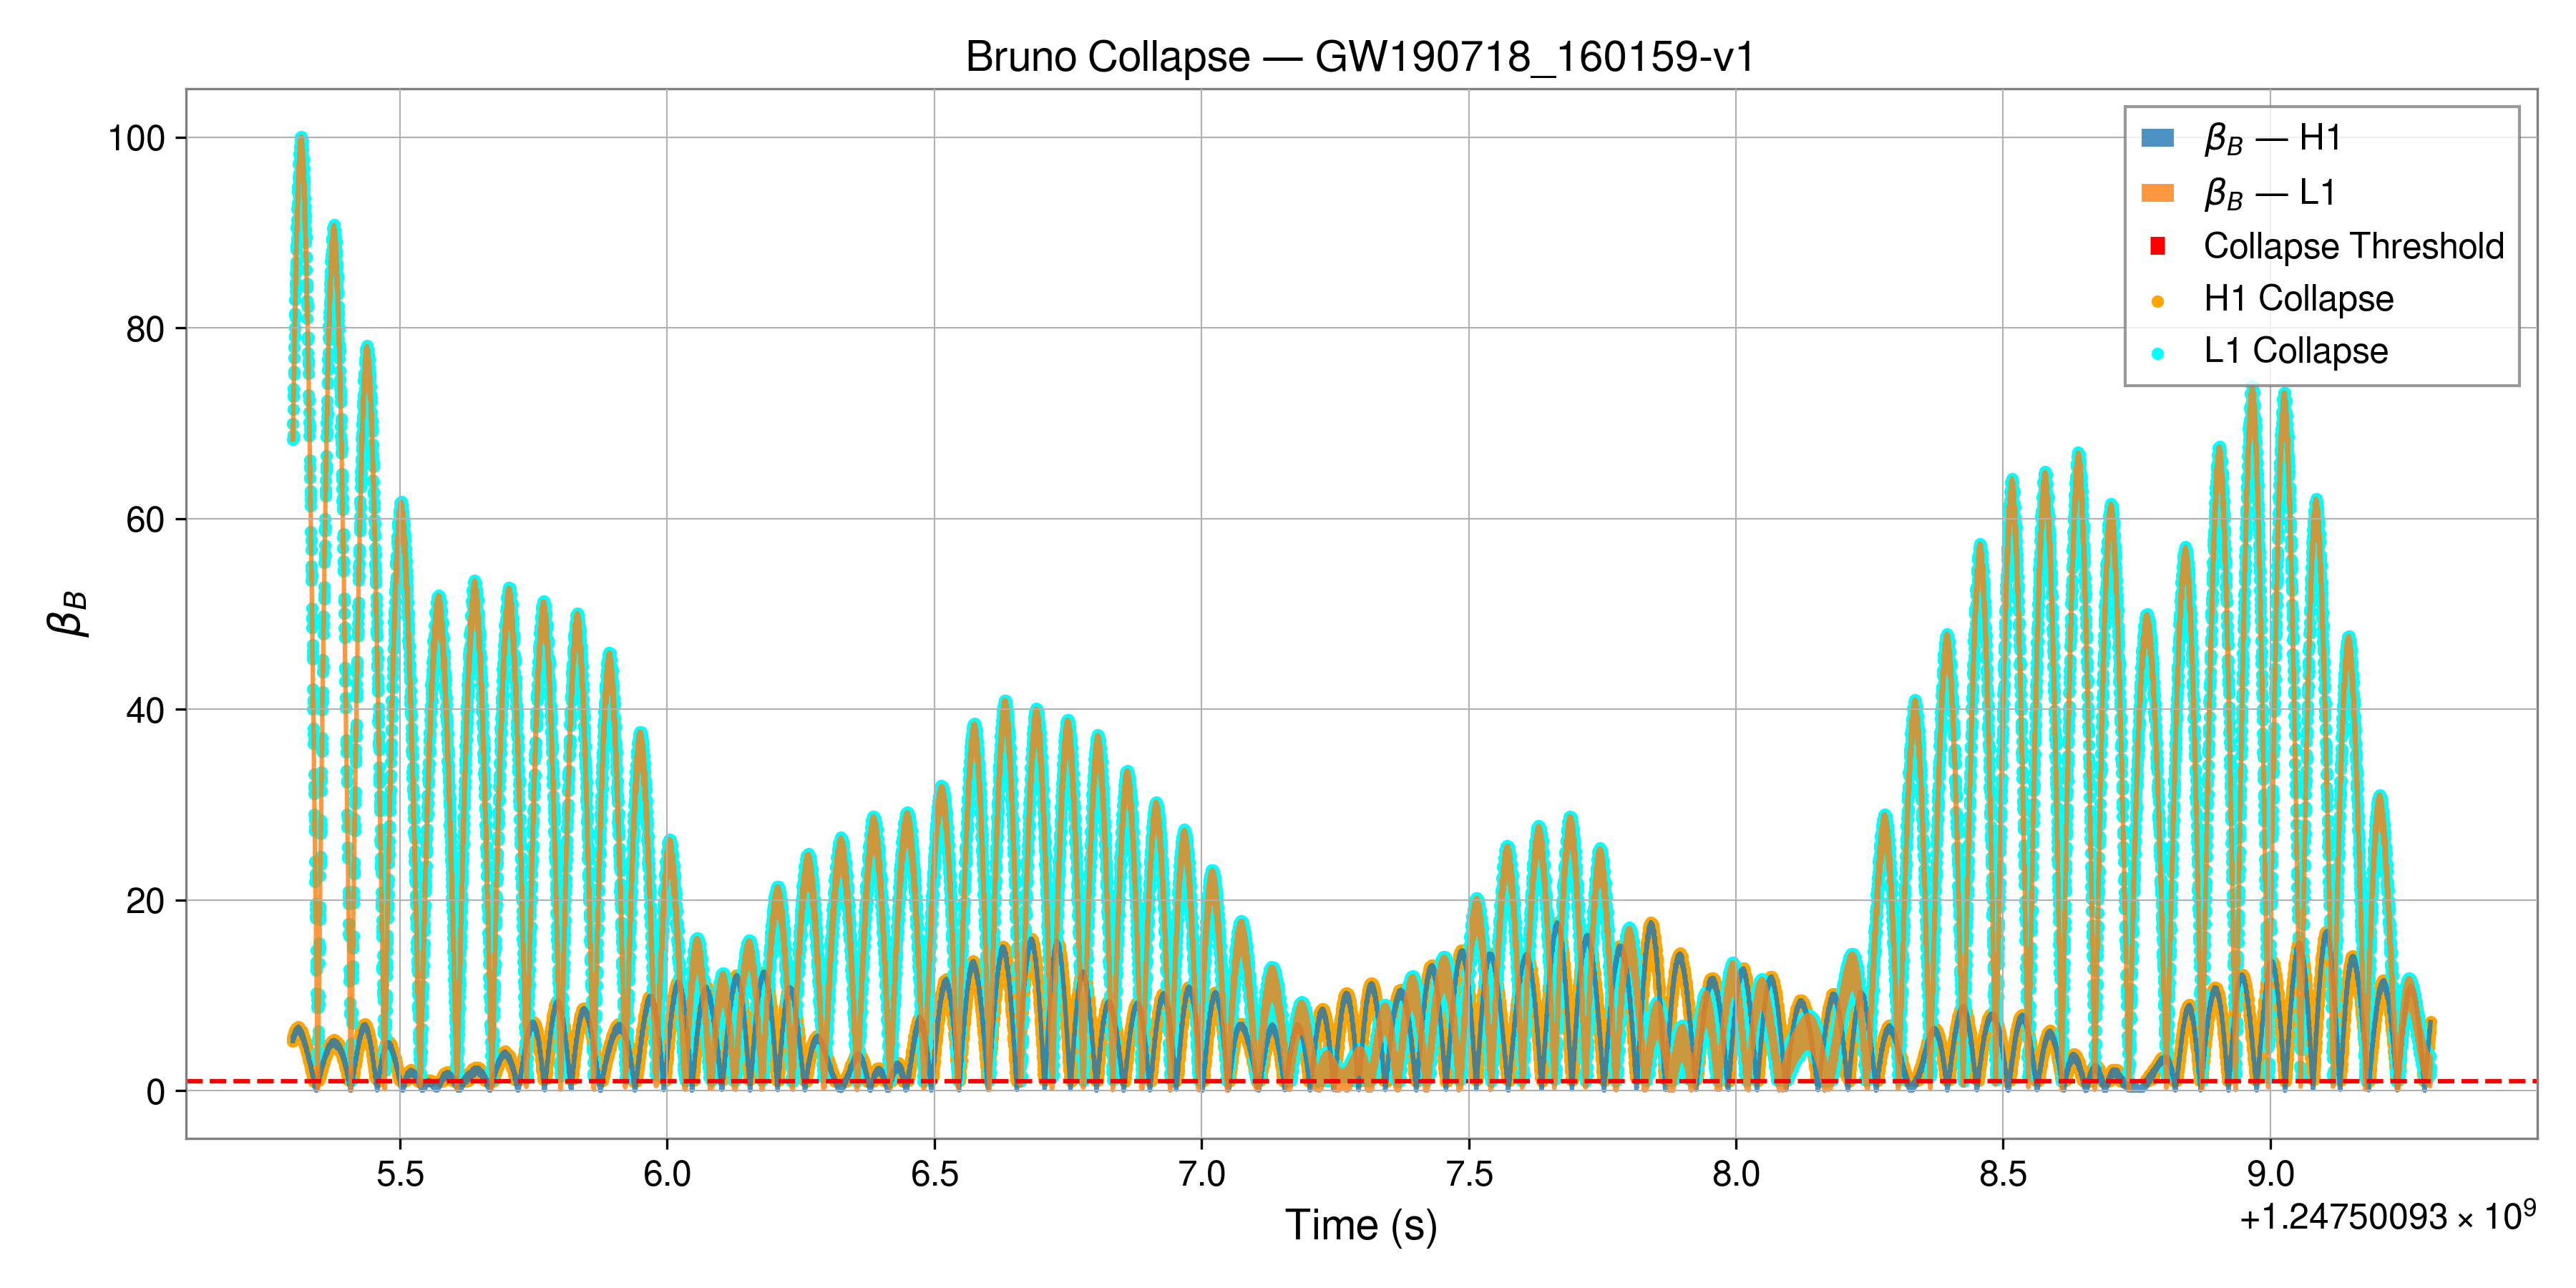 Bruno Collapse — GW190718_160159-v1
β_B — H1
β_B — L1
Collapse Threshold
H1 Collapse
L1 Collapse
β_B
100
80
60
40
20
0
5.5 6.0 6.5 7.0 7.5 8.0 8.5 9.0
+1.24750093 × 10⁹
Time (s)